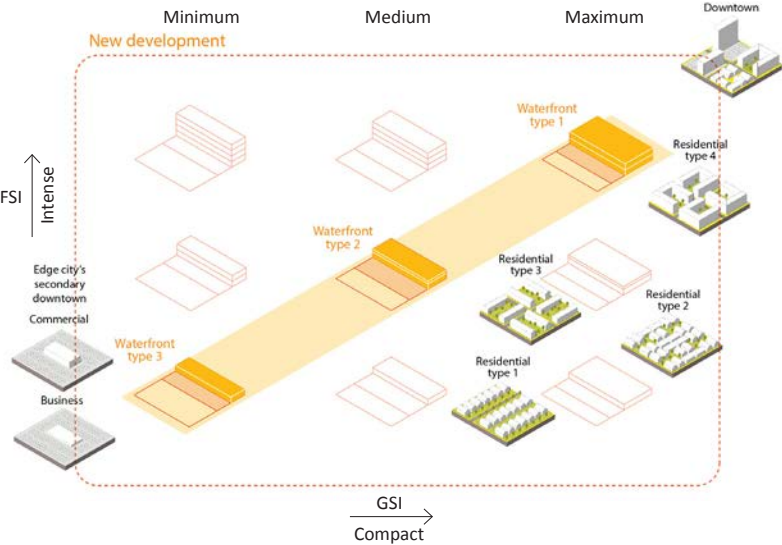 Minimum
Medium
Maximum
Downtown
New development
Waterfront
type 1
Residential
type 4
FSI
Intense
Waterfront
type 2
Edge city's
secondary
downtown
Commercial
Residential
type 3
Residential
type 2
Waterfront
type 3
Residential
type 1
Business
GSI
Compact